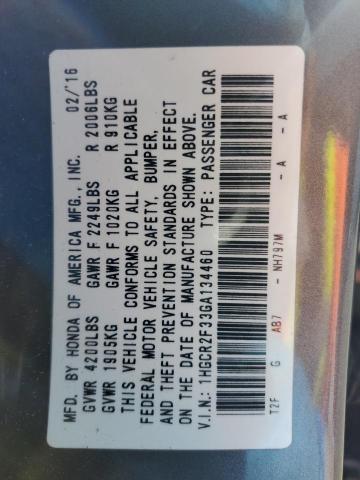 MFD. BY HONDA OF AMERICA MFG., INC. 02/'16
GVWR 4200LBS GAWR F 2249LBS R 2006LBS
GVWR 1905KG GAWR F 1020KG R 910KG
THIS VEHICLE CONFORMS TO ALL APPLICABLE
FEDERAL MOTOR VEHICLE SAFETY, BUMPER,
AND THEFT PREVENTION STANDARDS IN EFFECT
ON THE DATE OF MANUFACTURE SHOWN ABOVE.
V.I.N.: 1HGCR2F33GA134460 TYPE: PASSENGER CAR
T2F G AB7 - NH797M - A - A